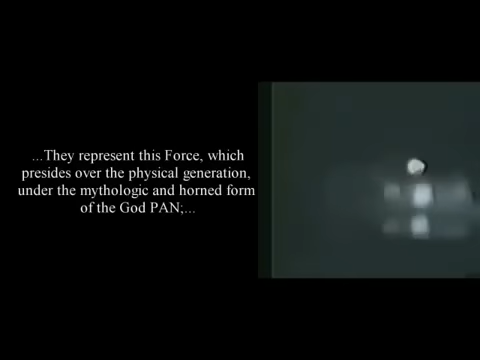 ...They represent this Force, which
presides over the physical generation,
under the mythologic and horned form
of the God PAN;...